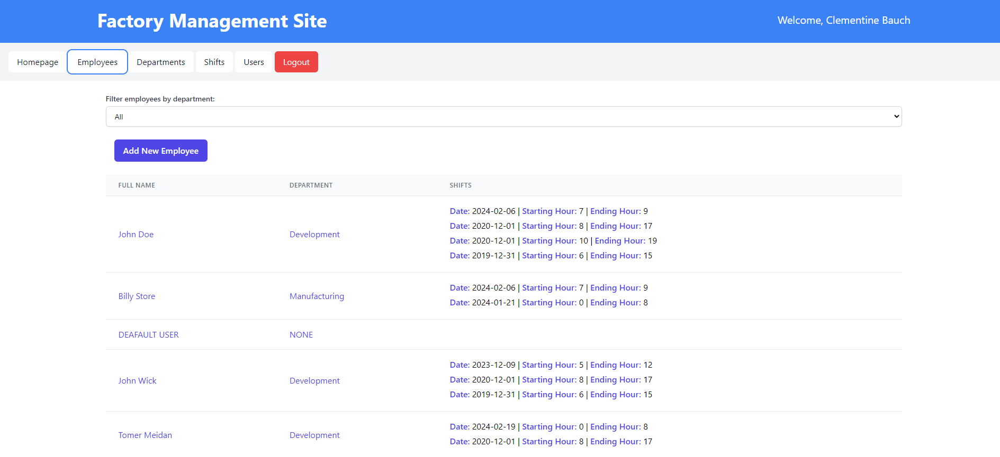 Factory Management Site
Welcome, Clementine Bauch
Homepage Employees Departments Shifts Users Logout
Filter employees by department:
All
Add New Employee
FULL NAME DEPARTMENT SHIFTS
Date: 2024-02-06 | Starting Hour: 7 | Ending Hour: 9
Date: 2020-12-01 | Starting Hour: 8 | Ending Hour: 17
John Doe Development
Date: 2020-12-01 | Starting Hour: 10 | Ending Hour: 19
Date: 2019-12-31 | Starting Hour: 6 | Ending Hour: 15
Date: 2024-02-06 | Starting Hour: 7 | Ending Hour: 9
Billy Store Manufacturing
Date: 2024-01-21 | Starting Hour: 0 | Ending Hour: 8
DEAFAULT USER NONE
Date: 2023-12-09 | Starting Hour: 5 | Ending Hour: 12
John Wick Development Date: 2020-12-01 | Starting Hour: 8 | Ending Hour: 17
Date: 2019-12-31 | Starting Hour: 6 | Ending Hour: 15
Date: 2024-02-19 | Starting Hour: 0 | Ending Hour: 8
Tomer Meidan Development
Date: 2020-12-01 | Starting Hour: 8 | Ending Hour: 17